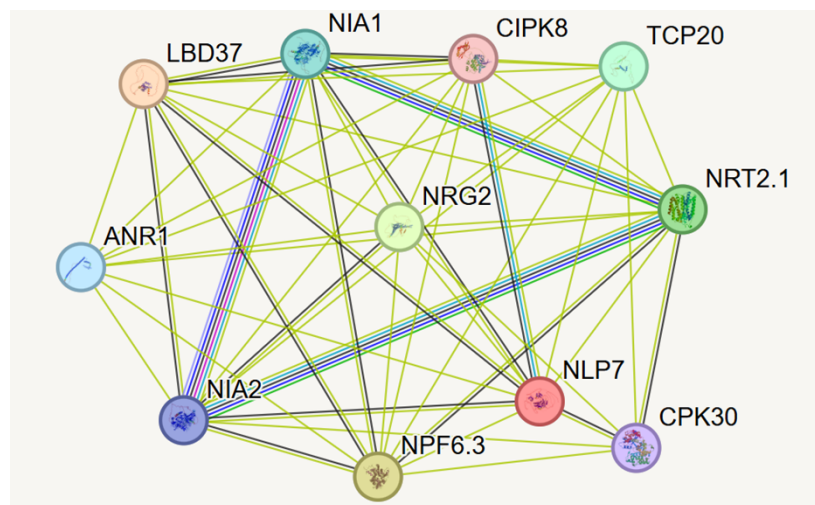 NIA1
CIPK8
TCP20
LBD37
NRT2.1
NRG2
ANR1
NLP7
NIA2
CPK30
NPF6.3